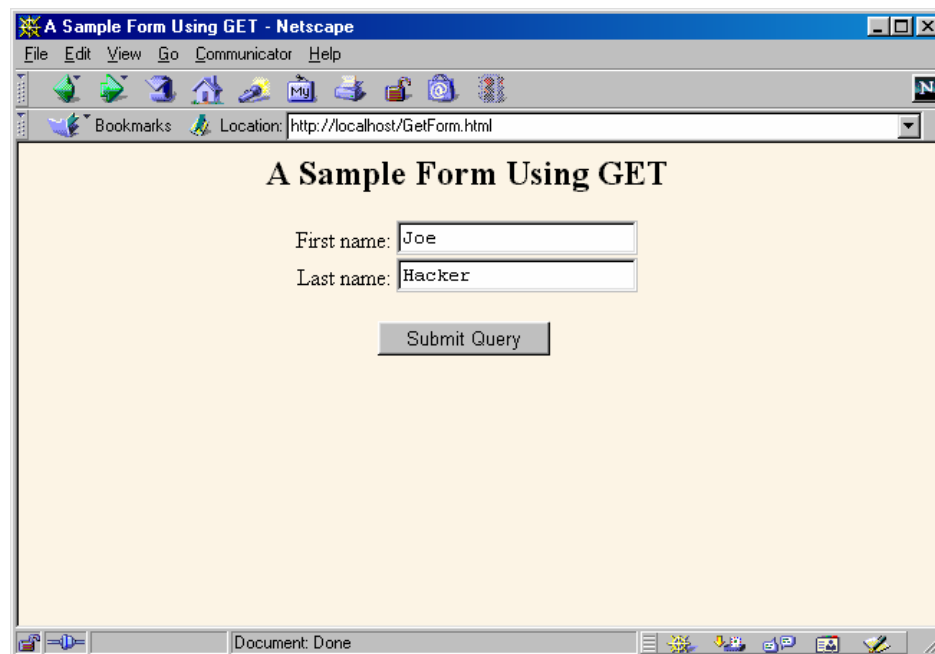 A Sample Form Using GET - Netscape
File Edit View Go Communicator Help
My
N
Bookmarks Location: http://localhost/GetForm.html
A Sample Form Using GET
First name: Joe
Last name: Hacker
Submit Query
Document: Done